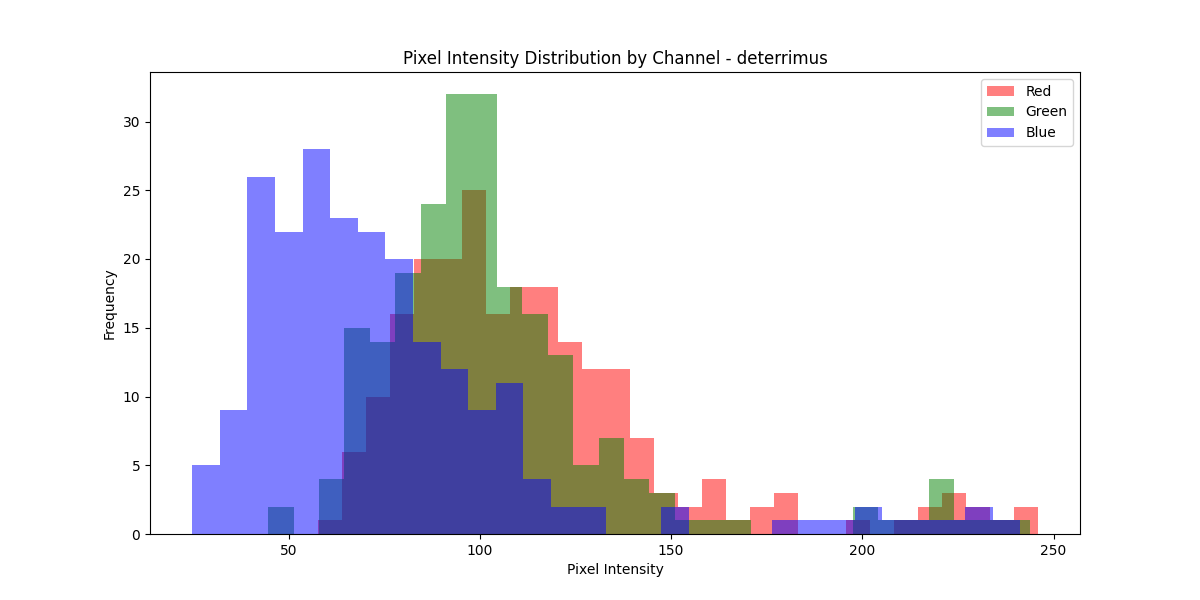 Pixel Intensity Distribution by Channel - deterrimus
Red
Green
Blue
30
25
20
15
10
5
0
Frequency
50
100
150
200
250
Pixel Intensity